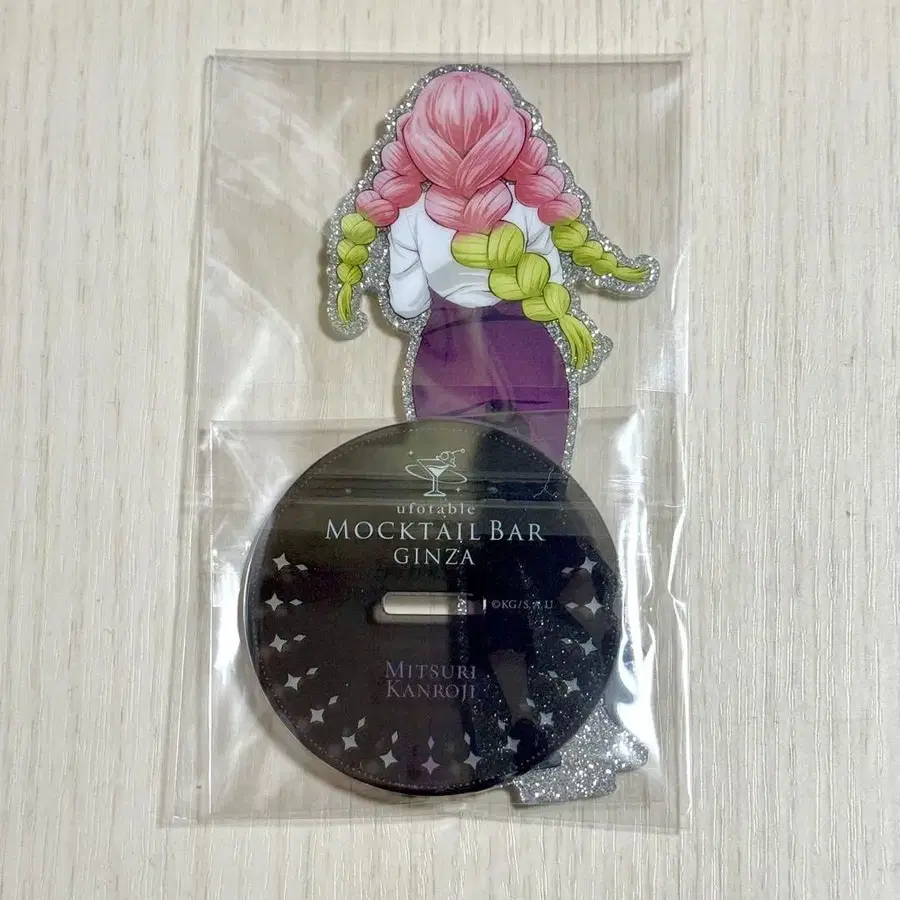 ufotable
MOCKTAIL BAR
GINZA
©KG/S,A,U
MITSURI
KANROJI